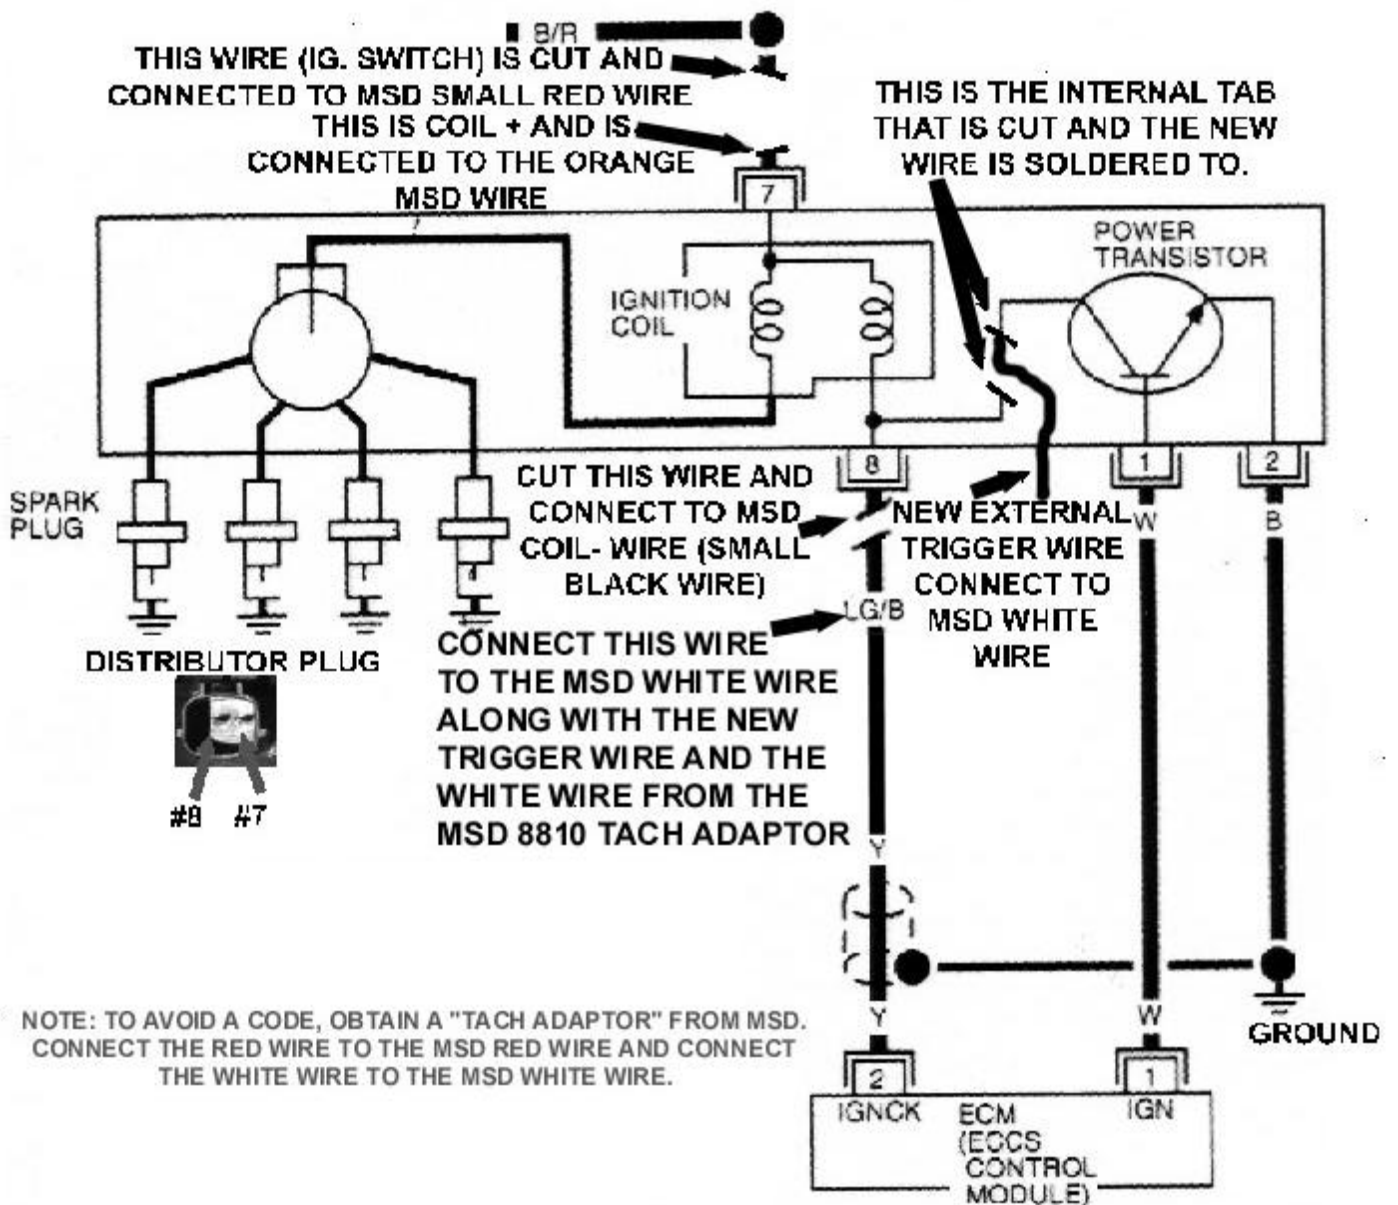 B/R
THIS WIRE (IG. SWITCH) IS CUT AND
CONNECTED TO MSD SMALL RED WIRE
THIS IS COIL + AND IS
CONNECTED TO THE ORANGE
MSD WIRE
THIS IS THE INTERNAL TAB
THAT IS CUT AND THE NEW
WIRE IS SOLDERED TO.
7
POWER
TRANSISTOR
IGNITION
COIL
8
1
2
SPARK
PLUG
CUT THIS WIRE AND
CONNECT TO MSD
COIL- WIRE (SMALL
BLACK WIRE)
NEW EXTERNAL
TRIGGER WIRE
CONNECT TO
MSD WHITE
WIRE
W
B
LG/B
DISTRIBUTOR PLUG
#8 #7
CONNECT THIS WIRE
TO THE MSD WHITE WIRE
ALONG WITH THE NEW
TRIGGER WIRE AND THE
WHITE WIRE FROM THE
MSD 8810 TACH ADAPTOR
Y
Y
W
GROUND
NOTE: TO AVOID A CODE, OBTAIN A "TACH ADAPTOR" FROM MSD.
CONNECT THE RED WIRE TO THE MSD RED WIRE AND CONNECT
THE WHITE WIRE TO THE MSD WHITE WIRE.
2
1
IGNCK
IGN
ECM
(ECCS
CONTROL
MODULE)